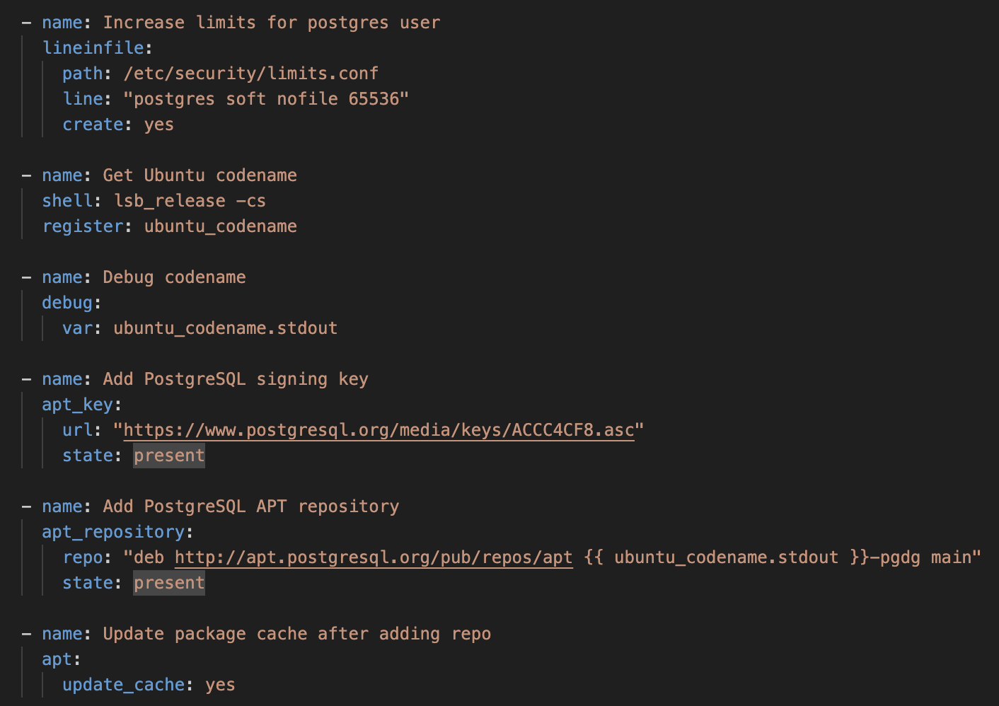 - name: Increase limits for postgres user
  lineinfile:
    path: /etc/security/limits.conf
    line: "postgres soft nofile 65536"
    create: yes

- name: Get Ubuntu codename
  shell: lsb_release -cs
  register: ubuntu_codename

- name: Debug codename
  debug:
    var: ubuntu_codename.stdout

- name: Add PostgreSQL signing key
  apt_key:
    url: "https://www.postgresql.org/media/keys/ACCC4CF8.asc"
    state: present

- name: Add PostgreSQL APT repository
  apt_repository:
    repo: "deb http://apt.postgresql.org/pub/repos/apt {{ ubuntu_codename.stdout }}-pgdg main"
    state: present

- name: Update package cache after adding repo
  apt:
    update_cache: yes